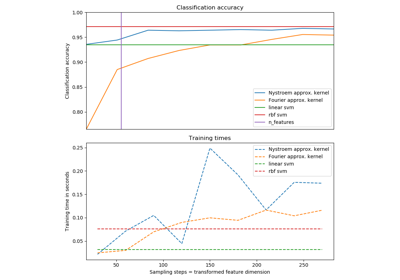 Classification accuracy
1.00
0.95
0.90
0.85
0.80
Classification accuracy
Nystroem approx. kernel
Fourier approx. kernel
linear svm
rbf svm
n_features
Training times
0.25
0.20
0.15
0.10
0.05
Training time in seconds
Nystroem approx. kernel
Fourier approx. kernel
linear svm
rbf svm
50 100 150 200 250
Sampling steps = transformed feature dimension